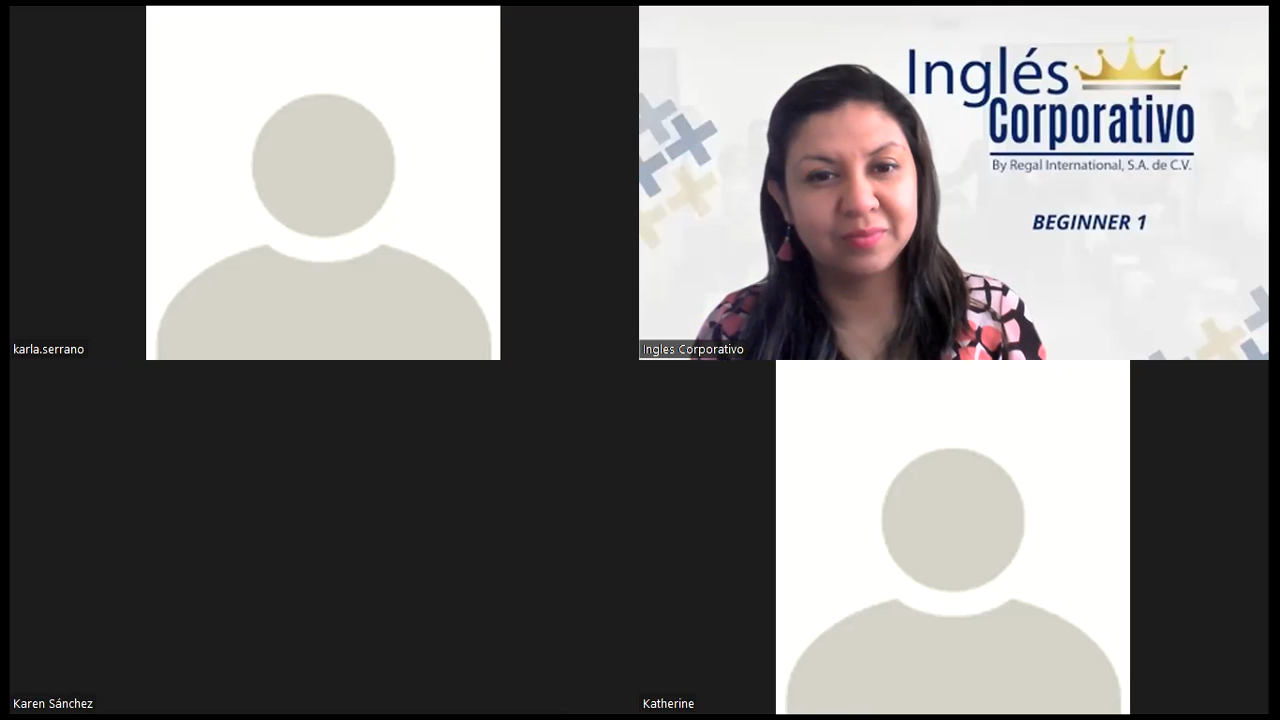 Inglés
Corporativo
By Regal International, S.A. de C.V.
BEGINNER 1
karla.serrano
Ingles Corporativo
Karen Sánchez
Katherine